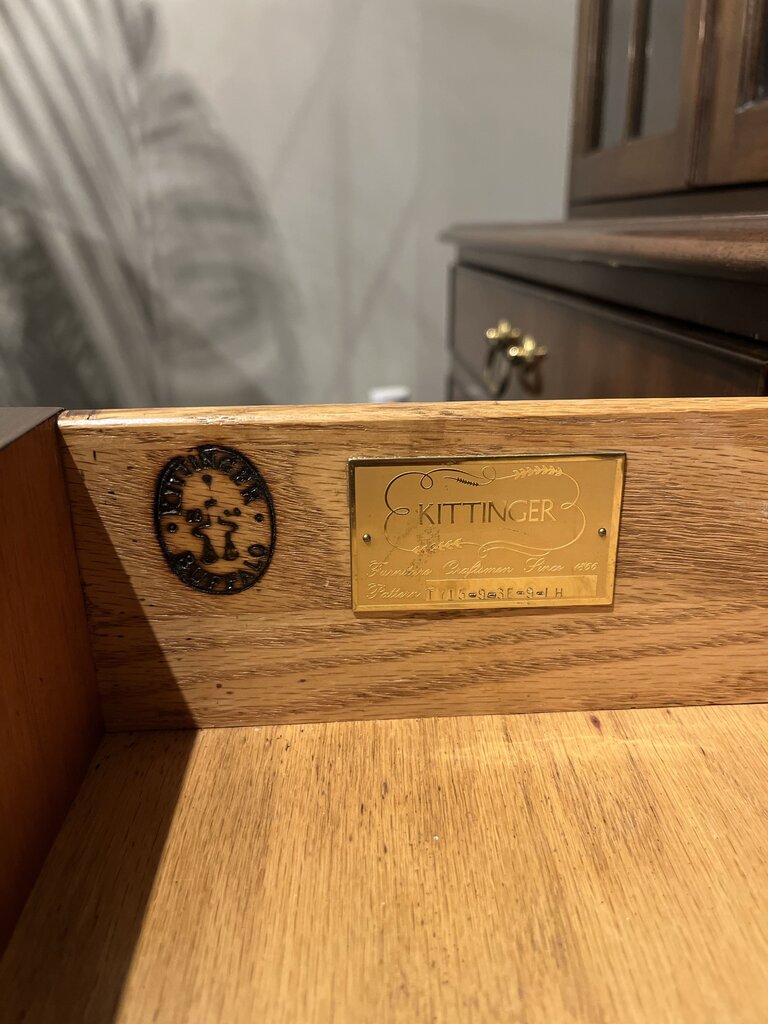 KITTINGER
BUFFALO
KITTINGER
Furniture Craftsmen Since 1866
Pattern